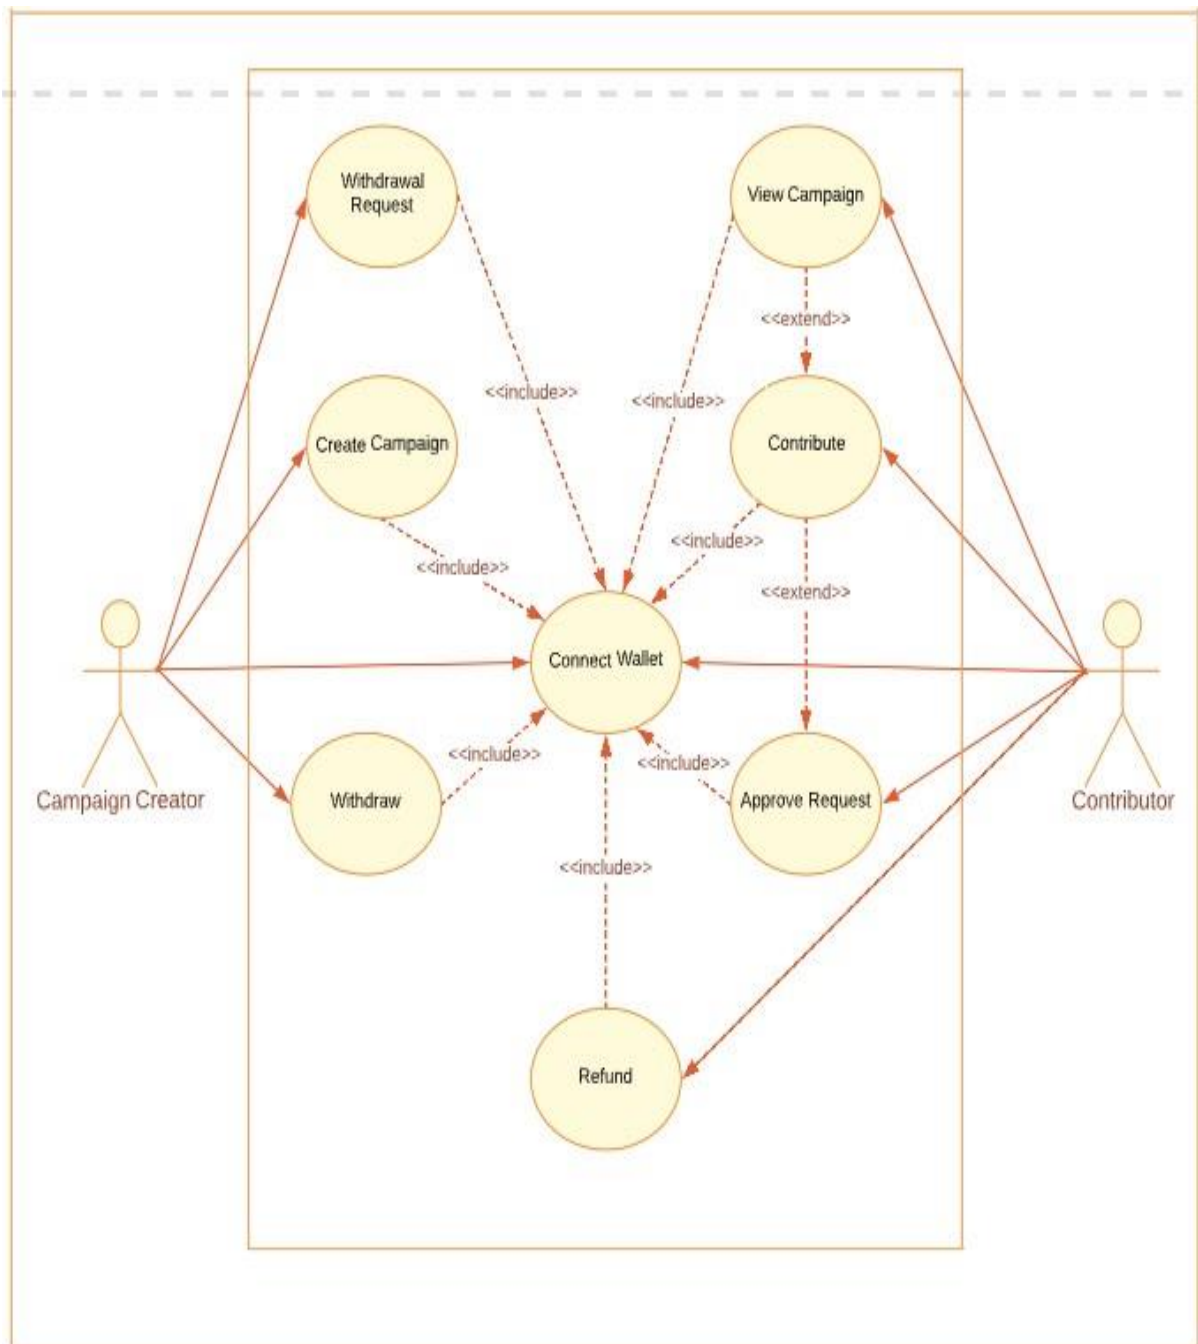 Withdrawal
Request
View Campaign
<<extend>>
<<include>>
<<include>>
Create Campaign
Contribute
<<include>>
<<include>>
<<extend>>
Connect Wallet
<<include>>
<<include>>
Withdraw
Approve Request
Campaign Creator
Contributor
<<include>>
Refund